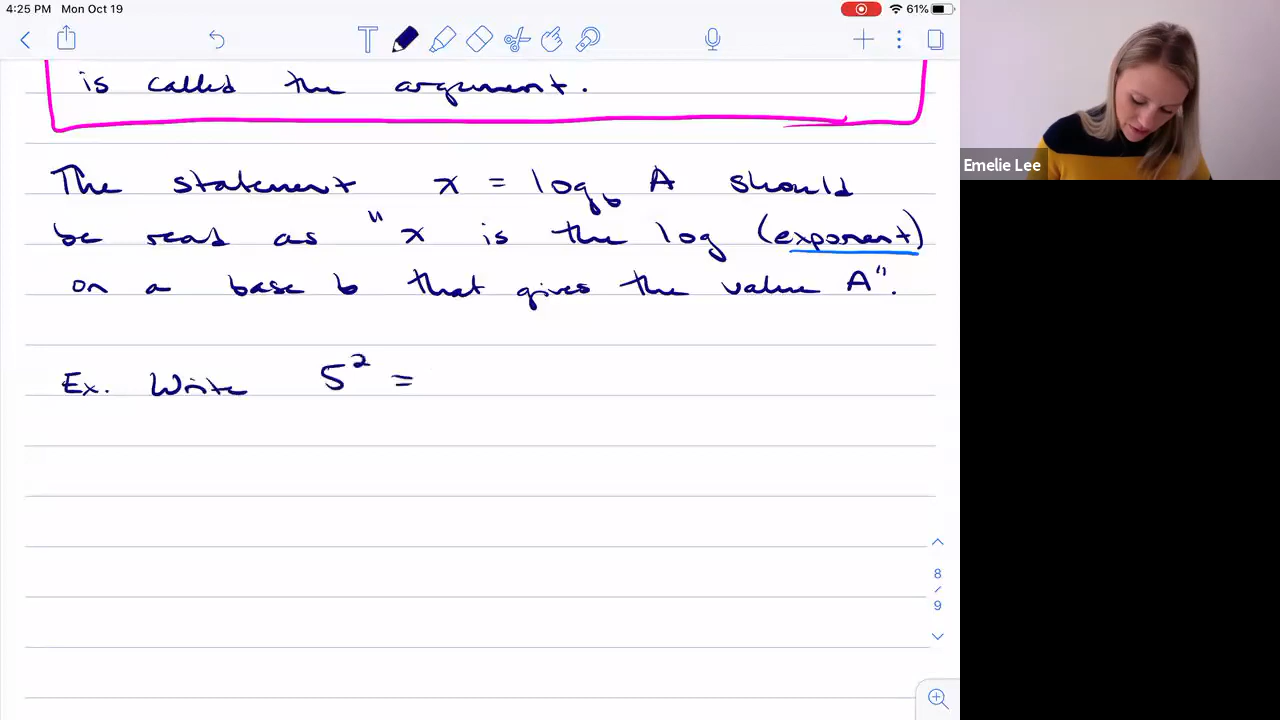 4:25 PM Mon Oct 19
61%
is called the argument.
The statement x = log_b A should
be read as "x is the log (exponent)
on a base b that gives the value A".
Ex. Write 5² =
8
9
Emelie Lee